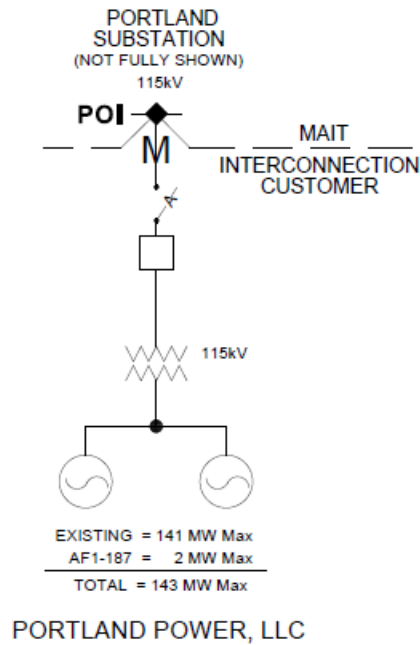 PORTLAND
SUBSTATION
(NOT FULLY SHOWN)
115kV
POI
M
MAIT
INTERCONNECTION
CUSTOMER
A
115kV
EXISTING = 141 MW Max
AF1-187 = 2 MW Max
TOTAL = 143 MW Max
PORTLAND POWER, LLC